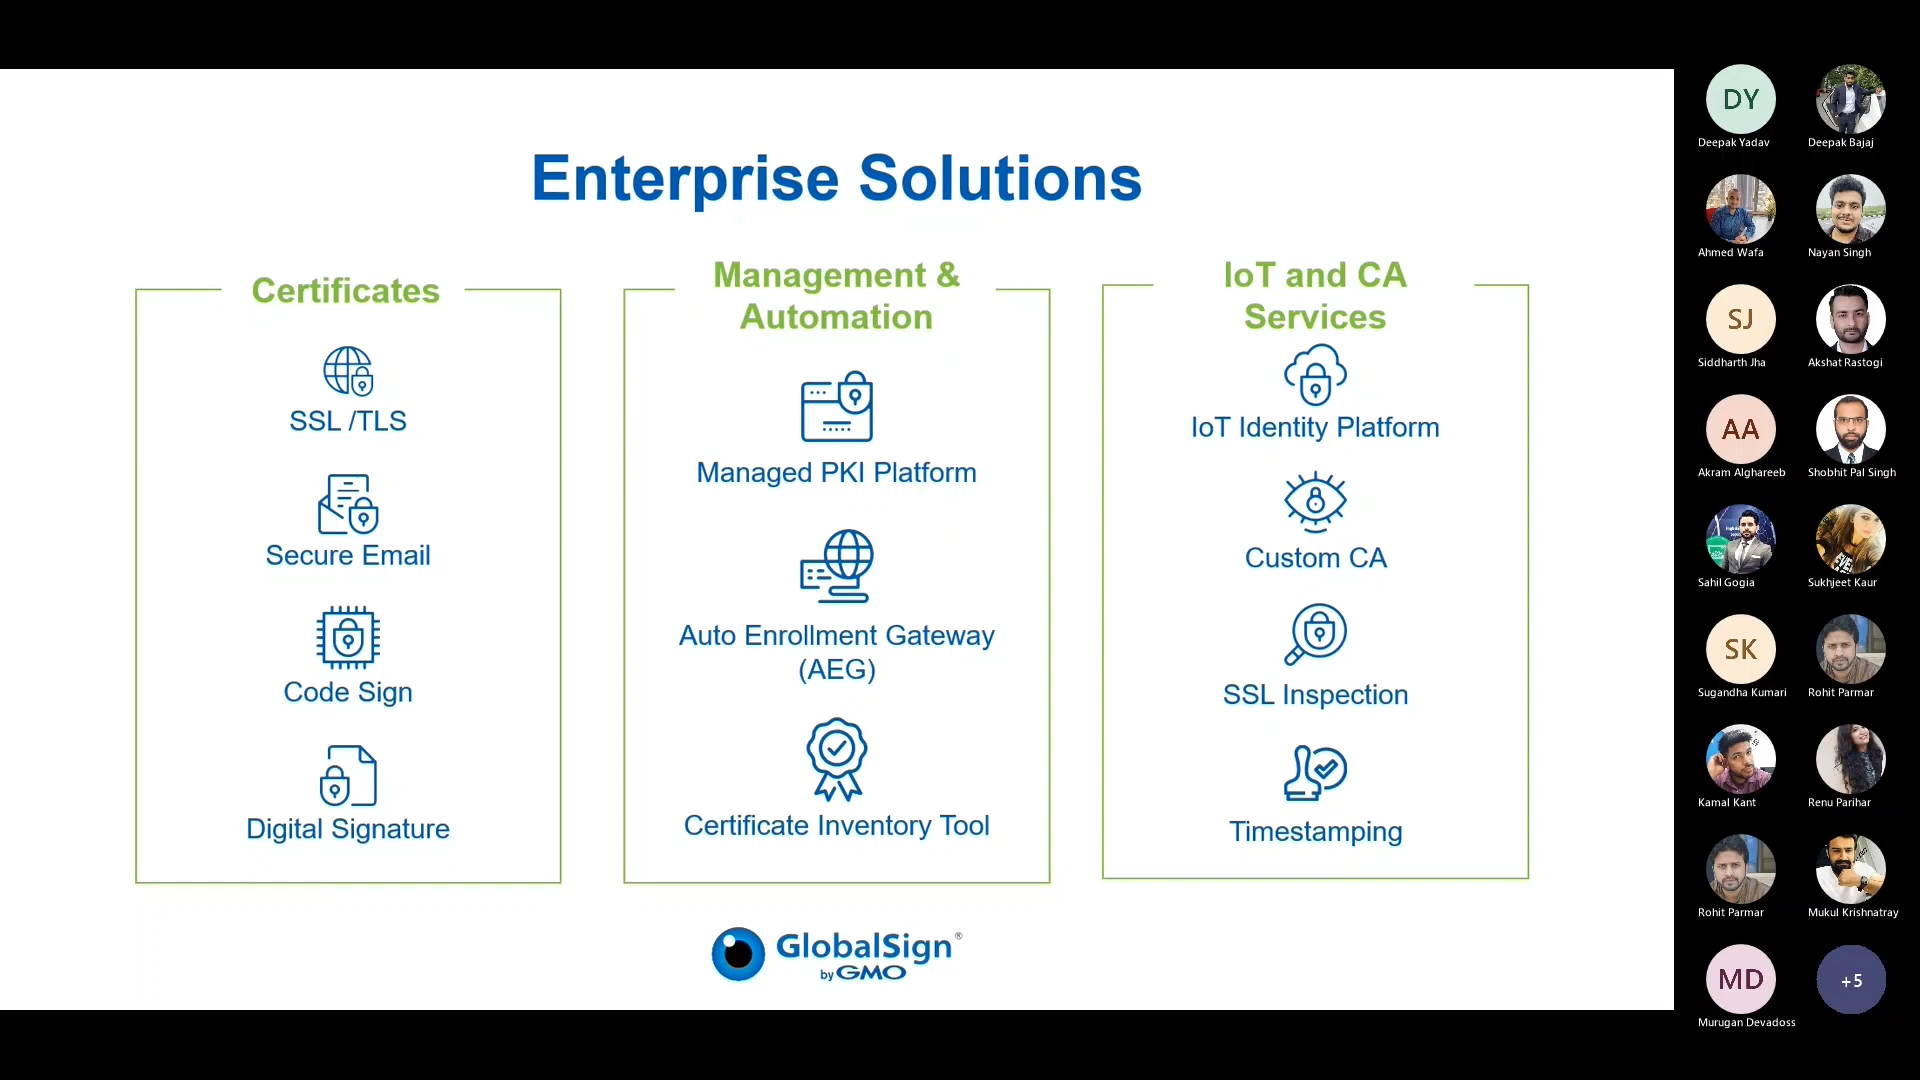 Enterprise Solutions
Certificates
SSL /TLS
Secure Email
Code Sign
Digital Signature
Management &
Automation
Managed PKI Platform
Auto Enrollment Gateway
(AEG)
Certificate Inventory Tool
IoT and CA
Services
IoT Identity Platform
Custom CA
SSL Inspection
Timestamping
GlobalSign®
by GMO
DY
Deepak Yadav
Deepak Bajaj
Ahmed Wafa
Nayan Singh
SJ
Siddharth Jha
Akshat Rastogi
AA
Akram Alghareeb
Shobhit Pal Singh
Sahil Gogia
Sukhjeet Kaur
SK
Sugandha Kumari
Rohit Parmar
Kamal Kant
Renu Parihar
Rohit Parmar
Mukul Krishnatray
MD
Murugan Devadoss
+5